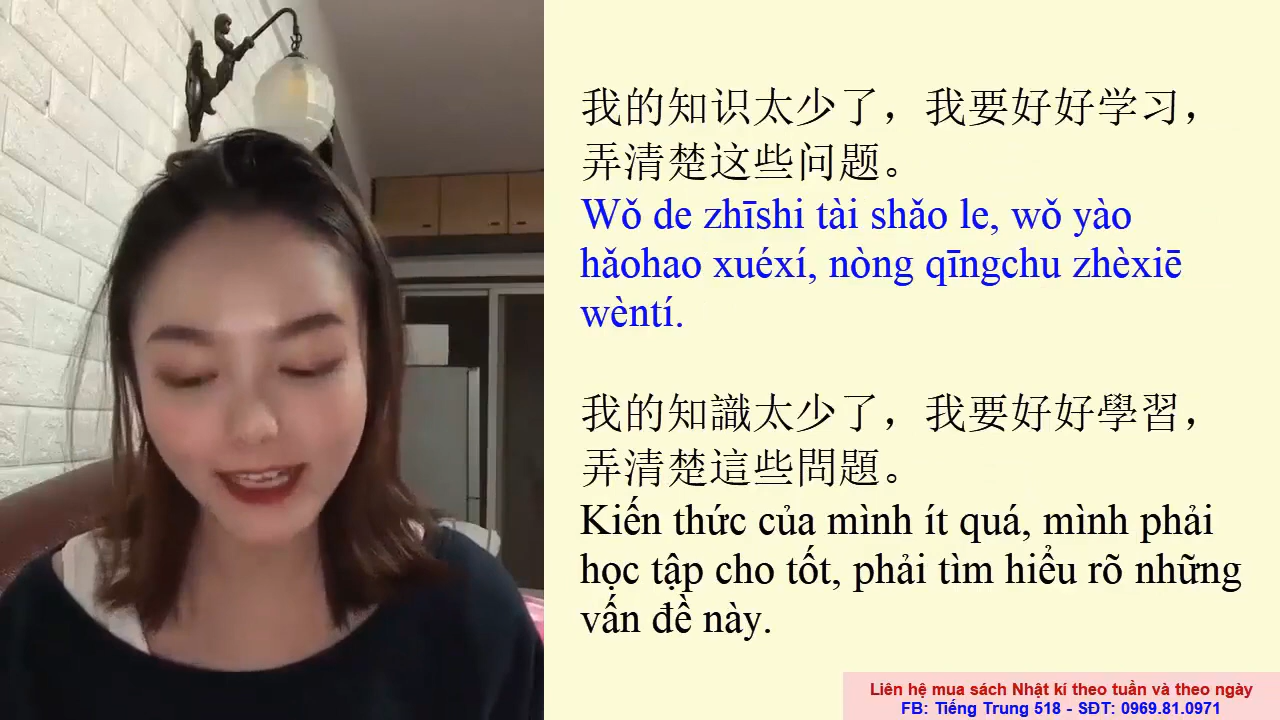 我的知识太少了，我要好好学习，
弄清楚这些问题。
Wǒ de zhīshi tài shǎo le, wǒ yào
hǎohao xuéxí, nòng qīngchu zhèxiē
wèntí.
我的知識太少了，我要好好學習，
弄清楚這些問題。
Kiến thức của mình ít quá, mình phải
học tập cho tốt, phải tìm hiểu rõ những
vấn đề này.
Liên hệ mua sách Nhật kí theo tuần và theo ngày
FB: Tiếng Trung 518 - SĐT: 0969.81.0971